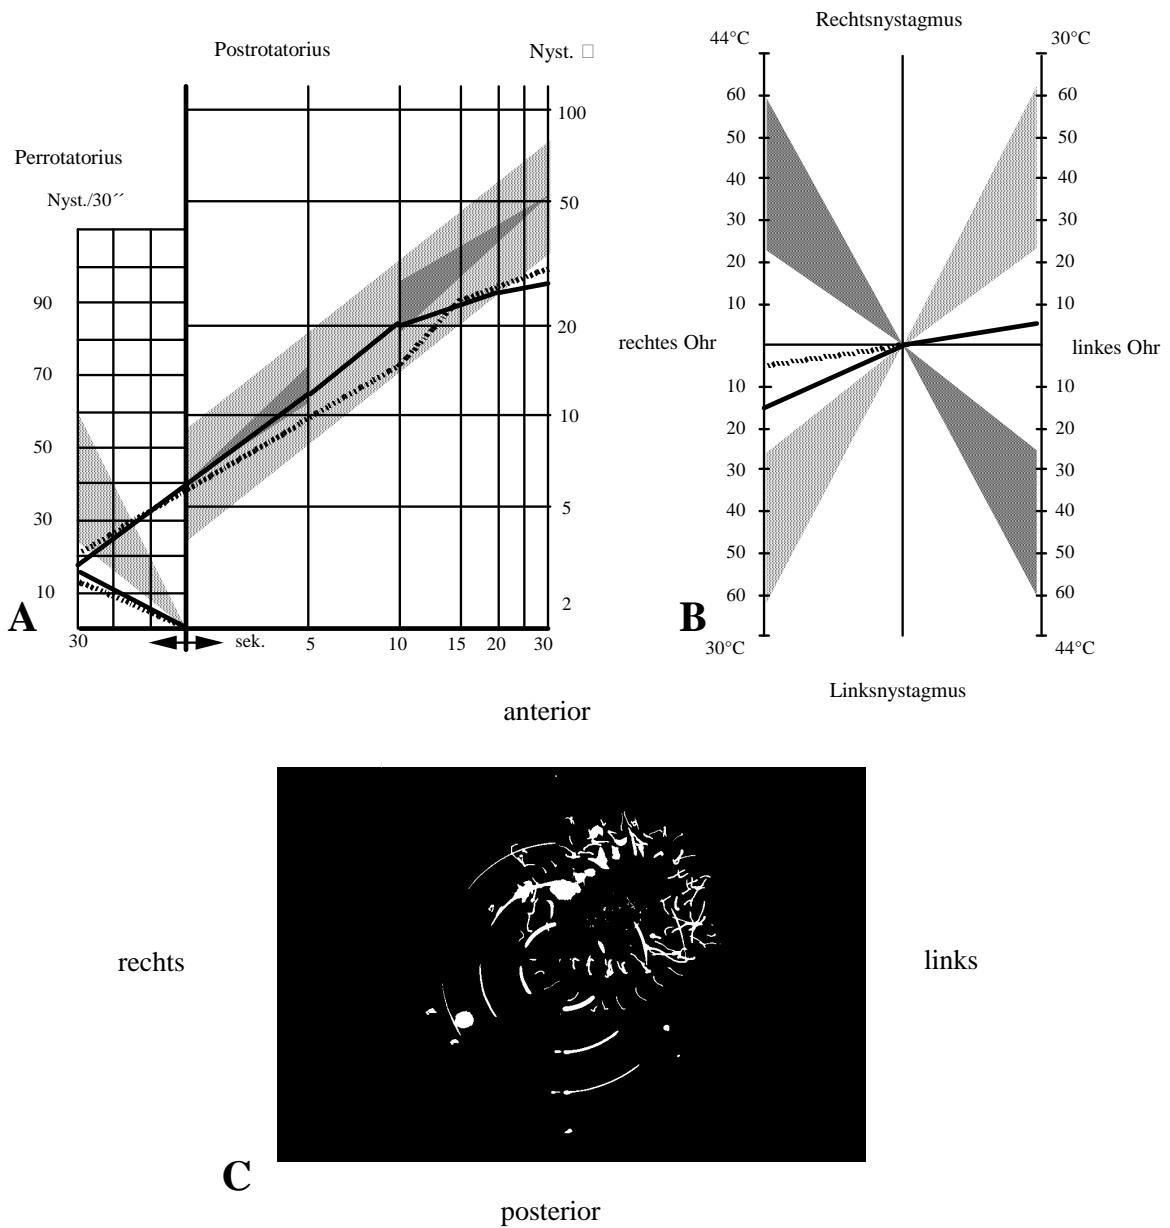 Postrotatorius
Nyst. □
Perrotatorius
Nyst./30´´
100
50
20
10
5
2
90
70
50
30
10
30
sek.
5
10
15
20
30
A
Rechtsnystagmus
44°C
30°C
60
50
40
30
20
10
60
50
40
30
20
10
rechtes Ohr
linkes Ohr
10
20
30
40
50
60
10
20
30
40
50
60
30°C
44°C
B
Linksnystagmus
anterior
rechts
links
C
posterior